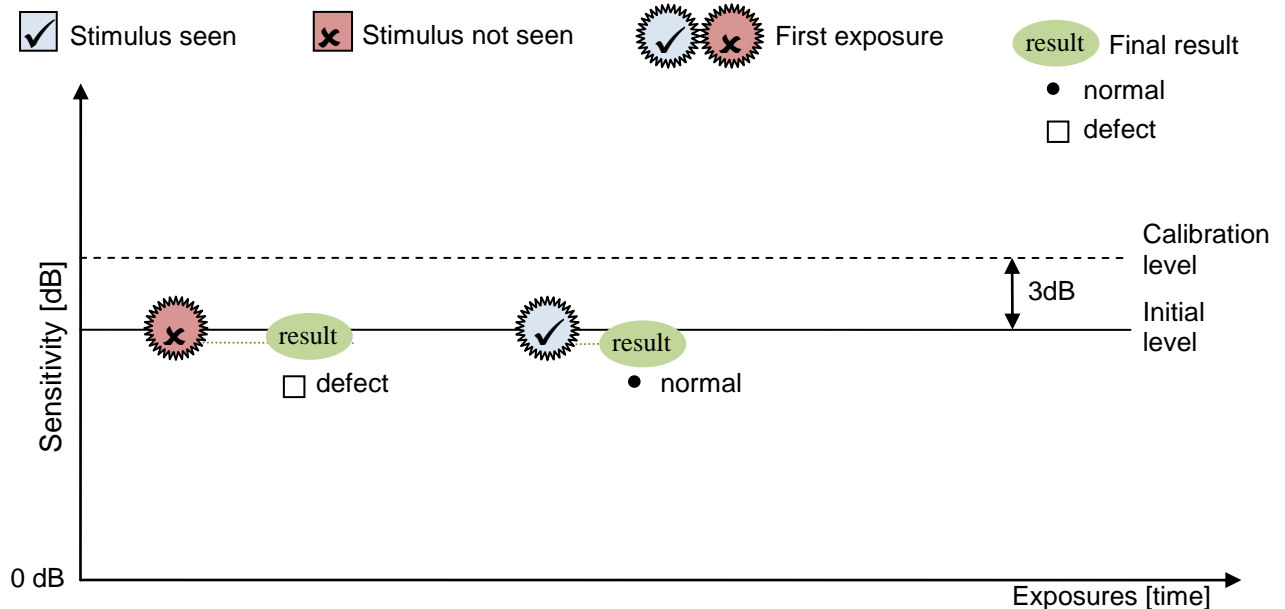 Stimulus seen
Stimulus not seen
First exposure
result Final result
• normal
□ defect
Sensitivity [dB]
Calibration
level
3dB
Initial
level
result
□ defect
result
• normal
0 dB
Exposures [time]